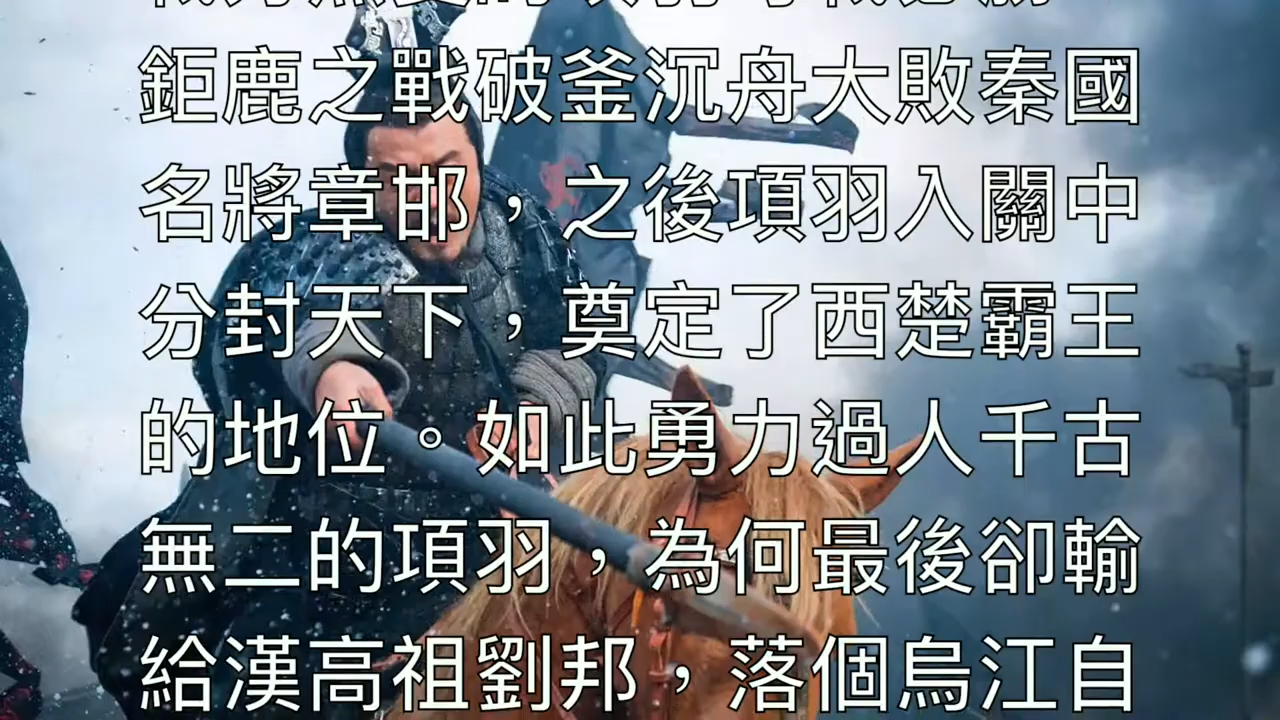 鉅鹿之戰破釜沉舟大敗秦國
名將章邯，之後項羽入關中
分封天下，奠定了西楚霸王
的地位。如此勇力過人千古
無二的項羽，為何最後卻輸
給漢高祖劉邦，落個烏江自